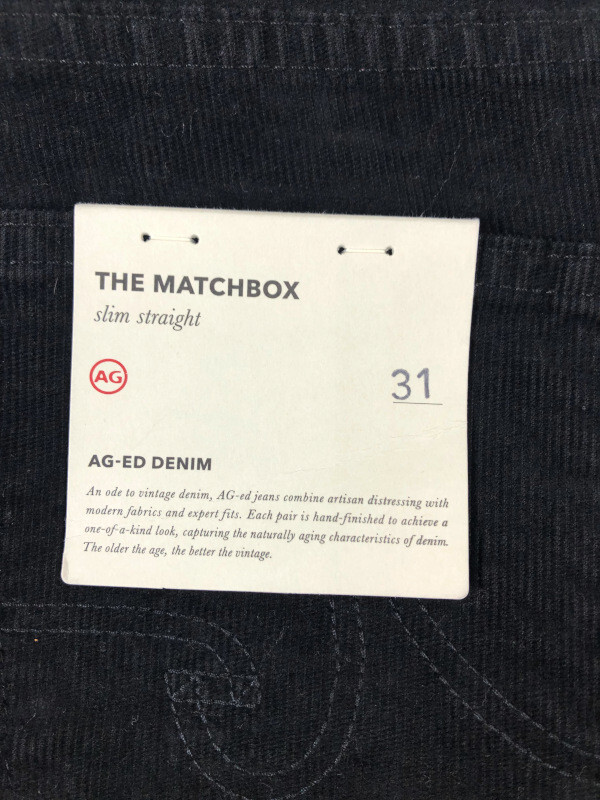 THE MATCHBOX
slim straight
AG
31
AG-ED DENIM
An ode to vintage denim, AG-ed jeans combine artisan distressing with
modern fabrics and expert fits. Each pair is hand-finished to achieve a
one-of-a-kind look, capturing the naturally aging characteristics of denim.
The older the age, the better the vintage.